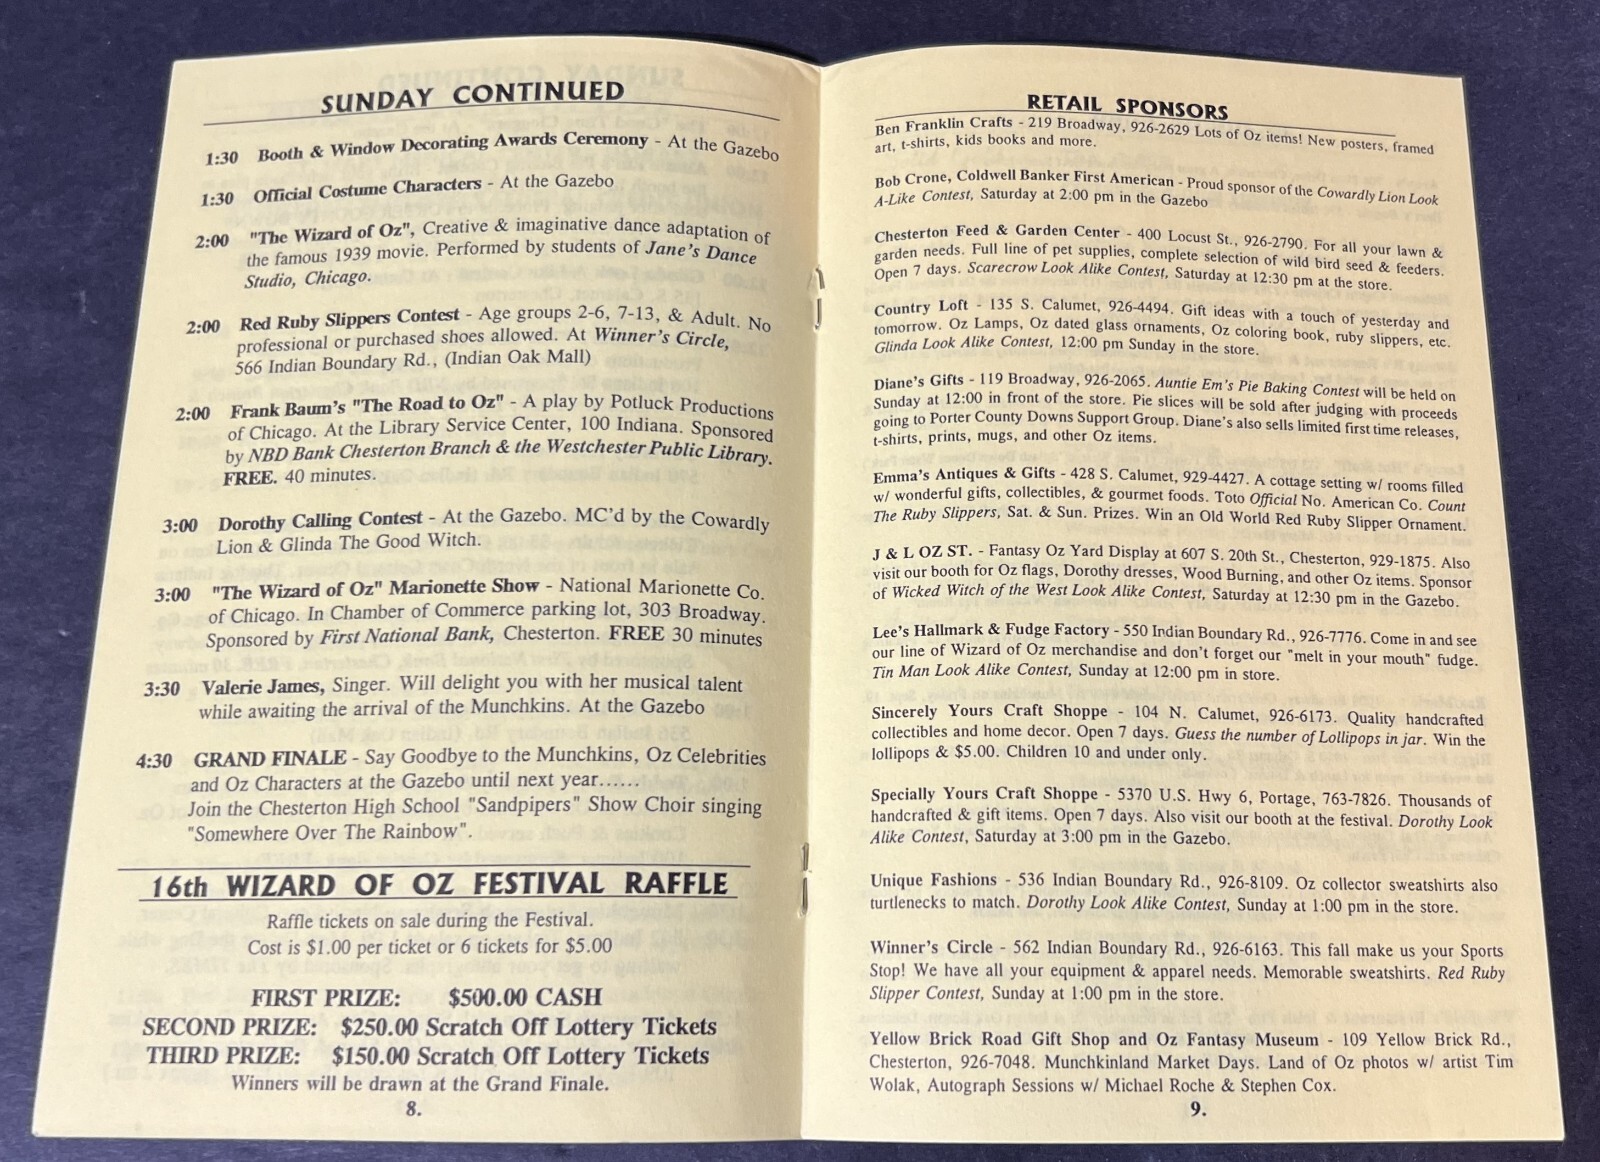 SUNDAY CONTINUED
1:30 Booth & Window Decorating Awards Ceremony - At the Gazebo
1:30 Official Costume Characters - At the Gazebo
2:00 "The Wizard of Oz", Creative & imaginative dance adaptation of
the famous 1939 movie. Performed by students of Jane's Dance
Studio, Chicago.
2:00 Red Ruby Slippers Contest - Age groups 2-6, 7-13, & Adult. No
professional or purchased shoes allowed. At Winner's Circle,
566 Indian Boundary Rd., (Indian Oak Mall)
2:00 Frank Baum's "The Road to Oz" - A play by Potluck Productions
of Chicago. At the Library Service Center, 100 Indiana. Sponsored
by NBD Bank Chesterton Branch & the Westchester Public Library.
FREE. 40 minutes.
3:00 Dorothy Calling Contest - At the Gazebo. MC'd by the Cowardly
Lion & Glinda The Good Witch.
3:00 "The Wizard of Oz" Marionette Show - National Marionette Co.
of Chicago. In Chamber of Commerce parking lot, 303 Broadway.
Sponsored by First National Bank, Chesterton. FREE 30 minutes
3:30 Valerie James, Singer. Will delight you with her musical talent
while awaiting the arrival of the Munchkins. At the Gazebo
4:30 GRAND FINALE - Say Goodbye to the Munchkins, Oz Celebrities
and Oz Characters at the Gazebo until next year......
Join the Chesterton High School "Sandpipers" Show Choir singing
"Somewhere Over The Rainbow".
16th WIZARD OF OZ FESTIVAL RAFFLE
Raffle tickets on sale during the Festival.
Cost is $1.00 per ticket or 6 tickets for $5.00
FIRST PRIZE: $500.00 CASH
SECOND PRIZE: $250.00 Scratch Off Lottery Tickets
THIRD PRIZE: $150.00 Scratch Off Lottery Tickets
Winners will be drawn at the Grand Finale.
8.
RETAIL SPONSORS
Ben Franklin Crafts - 219 Broadway, 926-2629 Lots of Oz items! New posters, framed
art, t-shirts, kids books and more.
Bob Crone, Coldwell Banker First American - Proud sponsor of the Cowardly Lion Look
A-Like Contest, Saturday at 2:00 pm in the Gazebo
Chesterton Feed & Garden Center - 400 Locust St., 926-2790. For all your lawn &
garden needs. Full line of pet supplies, complete selection of wild bird seed & feeders.
Open 7 days. Scarecrow Look Alike Contest, Saturday at 12:30 pm at the store.
Country Loft - 135 S. Calumet, 926-4494. Gift ideas with a touch of yesterday and
tomorrow. Oz Lamps, Oz dated glass ornaments, Oz coloring book, ruby slippers, etc.
Glinda Look Alike Contest, 12:00 pm Sunday in the store.
Diane's Gifts - 119 Broadway, 926-2065. Auntie Em's Pie Baking Contest will be held on
Sunday at 12:00 in front of the store. Pie slices will be sold after judging with proceeds
going to Porter County Downs Support Group. Diane's also sells limited first time releases,
t-shirts, prints, mugs, and other Oz items.
Emma's Antiques & Gifts - 428 S. Calumet, 929-4427. A cottage setting w/ rooms filled
w/ wonderful gifts, collectibles, & gourmet foods. Toto Official No. American Co. Count
The Ruby Slippers, Sat. & Sun. Prizes. Win an Old World Red Ruby Slipper Ornament.
J & L OZ ST. - Fantasy Oz Yard Display at 607 S. 20th St., Chesterton, 929-1875. Also
visit our booth for Oz flags, Dorothy dresses, Wood Burning, and other Oz items. Sponsor
of Wicked Witch of the West Look Alike Contest, Saturday at 12:30 pm in the Gazebo.
Lee's Hallmark & Fudge Factory - 550 Indian Boundary Rd., 926-7776. Come in and see
our line of Wizard of Oz merchandise and don't forget our "melt in your mouth" fudge.
Tin Man Look Alike Contest, Sunday at 12:00 pm in store.
Sincerely Yours Craft Shoppe - 104 N. Calumet, 926-6173. Quality handcrafted
collectibles and home decor. Open 7 days. Guess the number of Lollipops in jar. Win the
lollipops & $5.00. Children 10 and under only.
Specially Yours Craft Shoppe - 5370 U.S. Hwy 6, Portage, 763-7826. Thousands of
handcrafted & gift items. Open 7 days. Also visit our booth at the festival. Dorothy Look
Alike Contest, Saturday at 3:00 pm in the Gazebo.
Unique Fashions - 536 Indian Boundary Rd., 926-8109. Oz collector sweatshirts also
turtlenecks to match. Dorothy Look Alike Contest, Sunday at 1:00 pm in the store.
Winner's Circle - 562 Indian Boundary Rd., 926-6163. This fall make us your Sports
Stop! We have all your equipment & apparel needs. Memorable sweatshirts. Red Ruby
Slipper Contest, Sunday at 1:00 pm in the store.
Yellow Brick Road Gift Shop and Oz Fantasy Museum - 109 Yellow Brick Rd.,
Chesterton, 926-7048. Munchkinland Market Days. Land of Oz photos w/ artist Tim
Wolak, Autograph Sessions w/ Michael Roche & Stephen Cox.
9.